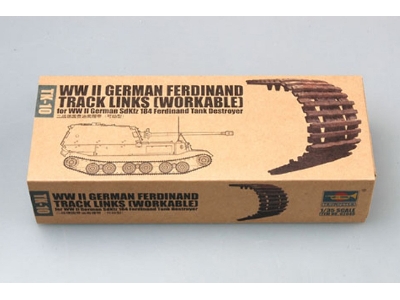 TK-10
WW II GERMAN FERDINAND
TRACK LINKS (WORKABLE)
for WW II German SdKfz 184 Ferdinand Tank Destroyer
WW II GERMAN FERDINAND
TRACK LINKS (WORKABLE)
for WW II German SdKfz 184 Ferdinand Tank Destroyer
TK-10
1/35 SCALE